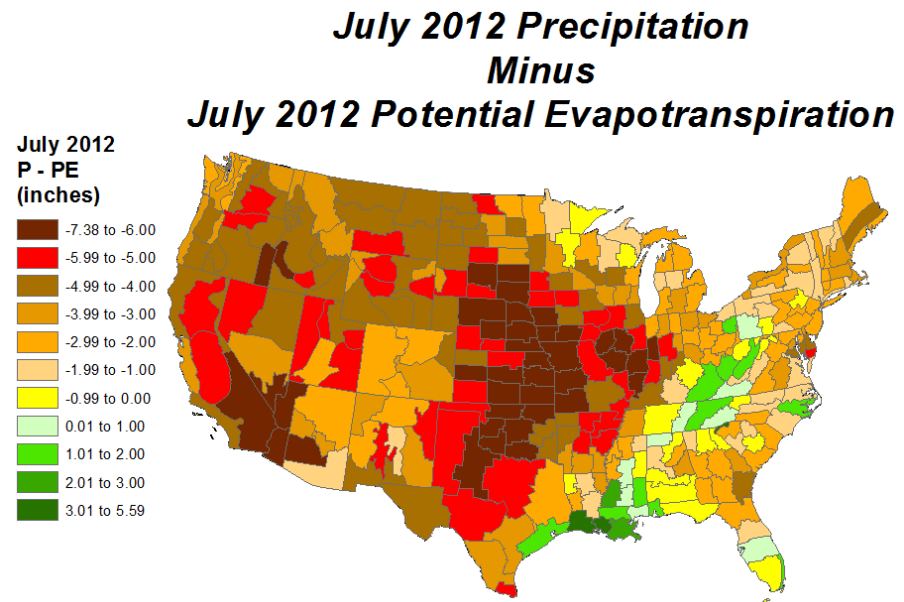 July 2012 Precipitation
Minus
July 2012 Potential Evapotranspiration
July 2012
P - PE
(inches)
-7.38 to -6.00
-5.99 to -5.00
-4.99 to -4.00
-3.99 to -3.00
-2.99 to -2.00
-1.99 to -1.00
-0.99 to 0.00
0.01 to 1.00
1.01 to 2.00
2.01 to 3.00
3.01 to 5.59